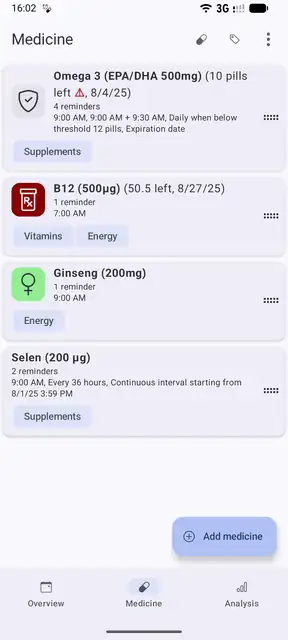 16:02 3G
Medicine
Omega 3 (EPA/DHA 500mg) (10 pills
left ⚠, 8/4/25)
4 reminders
9:00 AM, 9:00 AM + 9:30 AM, Daily when below
threshold 12 pills, Expiration date
Supplements
B12 (500µg) (50.5 left, 8/27/25)
1 reminder
7:00 AM
Vitamins Energy
Ginseng (200mg)
1 reminder
9:00 AM
Energy
Selen (200 µg)
2 reminders
9:00 AM, Every 36 hours, Continuous interval starting from
8/1/25 3:59 PM
Supplements
Add medicine
Overview Medicine Analysis